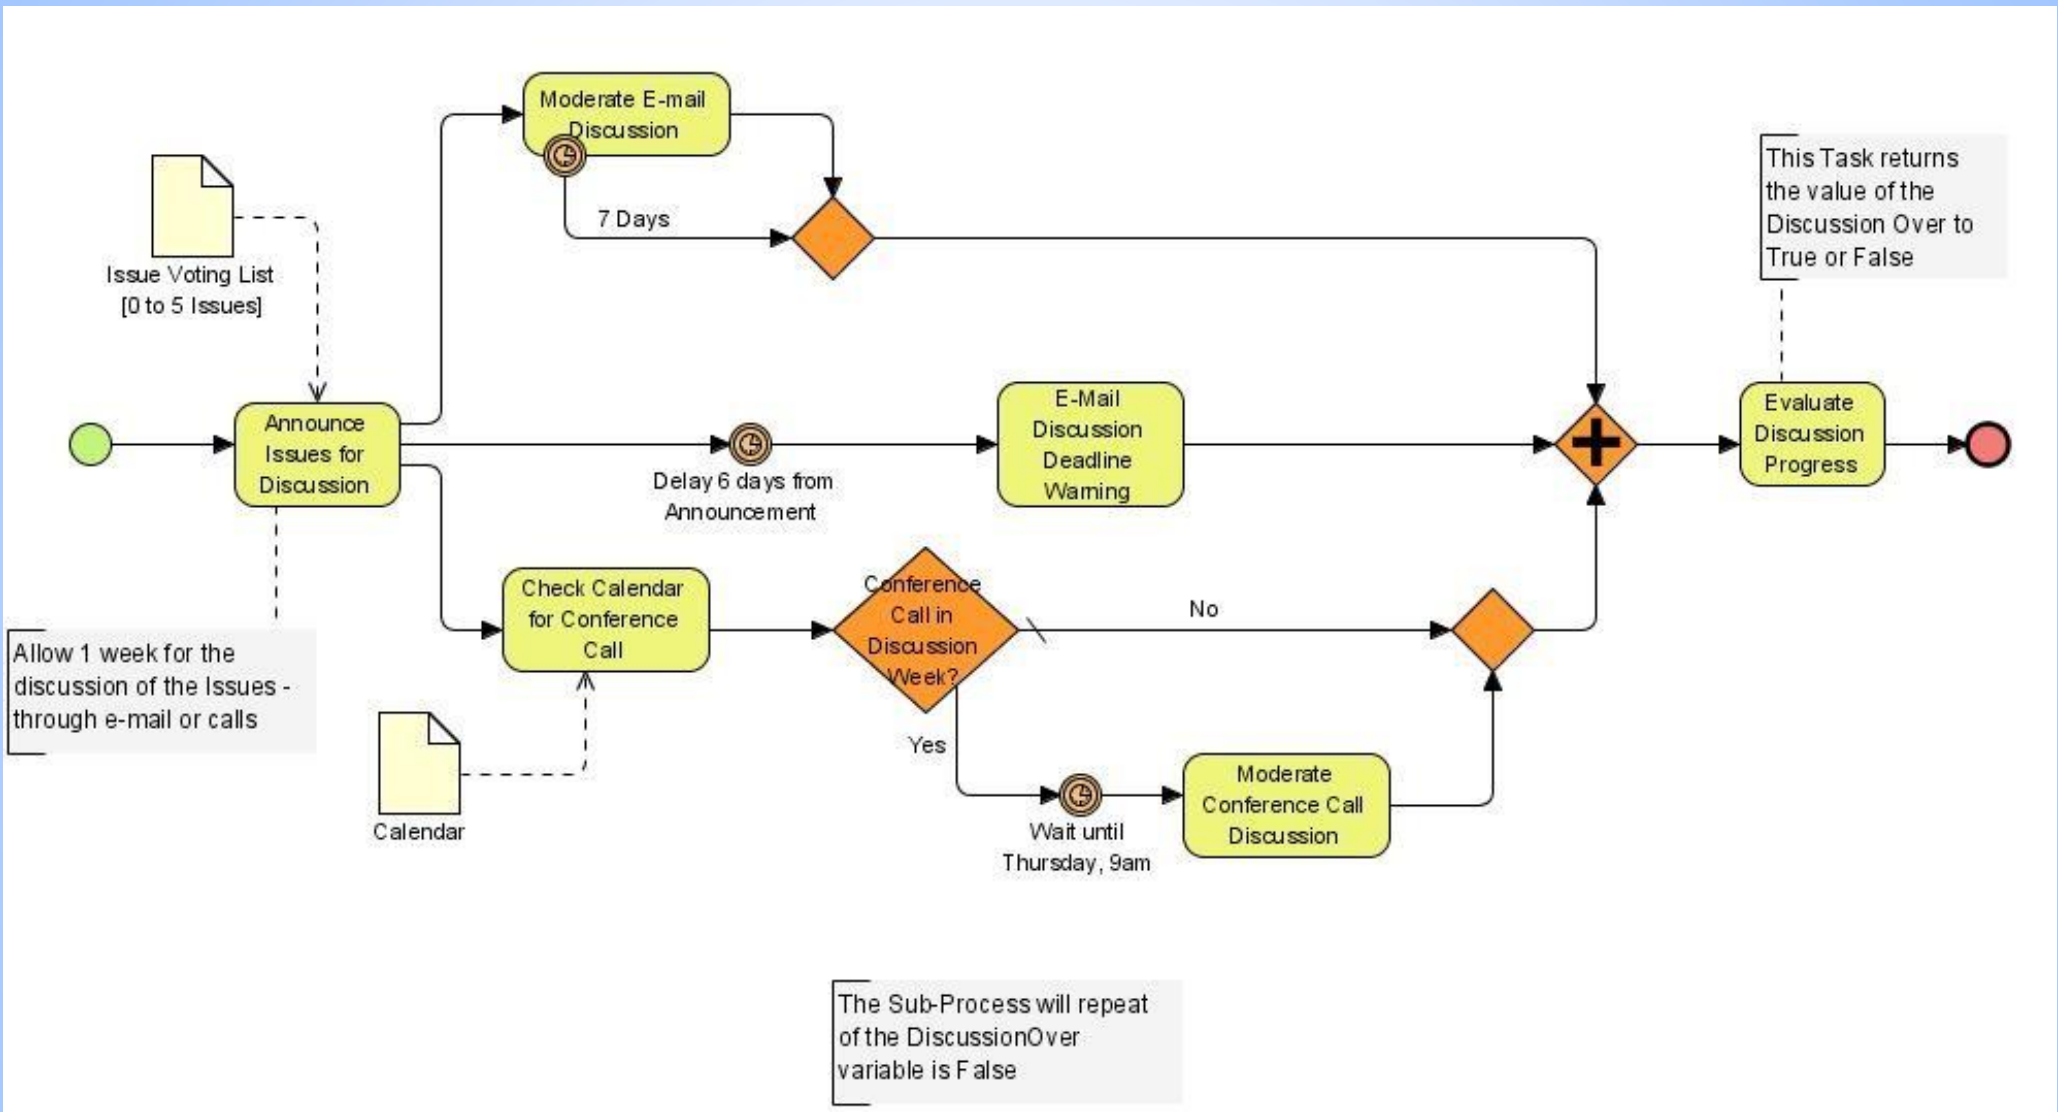 Moderate E-mail
Discussion
7 Days
Issue Voting List
[0 to 5 Issues]
This Task returns
the value of the
Discussion Over to
True or False
Announce
Issues for
Discussion
Delay 6 days from
Announcement
E-Mail
Discussion
Deadline
Warning
Evaluate
Discussion
Progress
Allow 1 week for the
discussion of the Issues -
through e-mail or calls
Check Calendar
for Conference
Call
Conference
Call in
Discussion
Week?
No
Yes
Calendar
Wait until
Thursday, 9am
Moderate
Conference Call
Discussion
The Sub-Process will repeat
of the DiscussionOver
variable is False